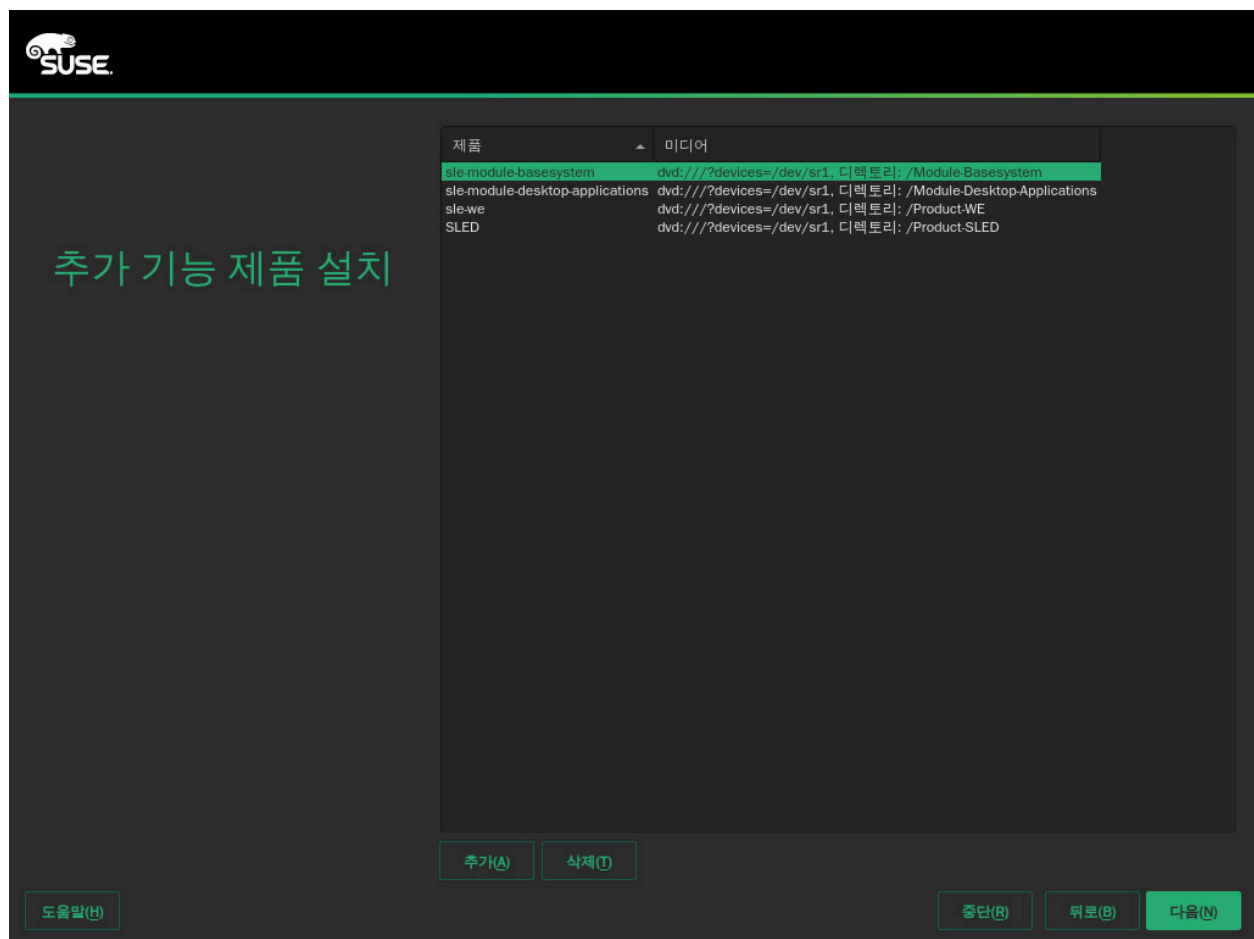 SUSE.
제품 미디어
sle-module-basesystem dvd:///?devices=/dev/sr1, 디렉토리: /Module-Basesystem
sle-module-desktop-applications dvd:///?devices=/dev/sr1, 디렉토리: /Module-Desktop-Applications
sle-we dvd:///?devices=/dev/sr1, 디렉토리: /Product-WE
SLED dvd:///?devices=/dev/sr1, 디렉토리: /Product-SLED
추가 기능 제품 설치
추가(A) 삭제(T)
도움말(H) 중단(R) 뒤로(B) 다음(N)